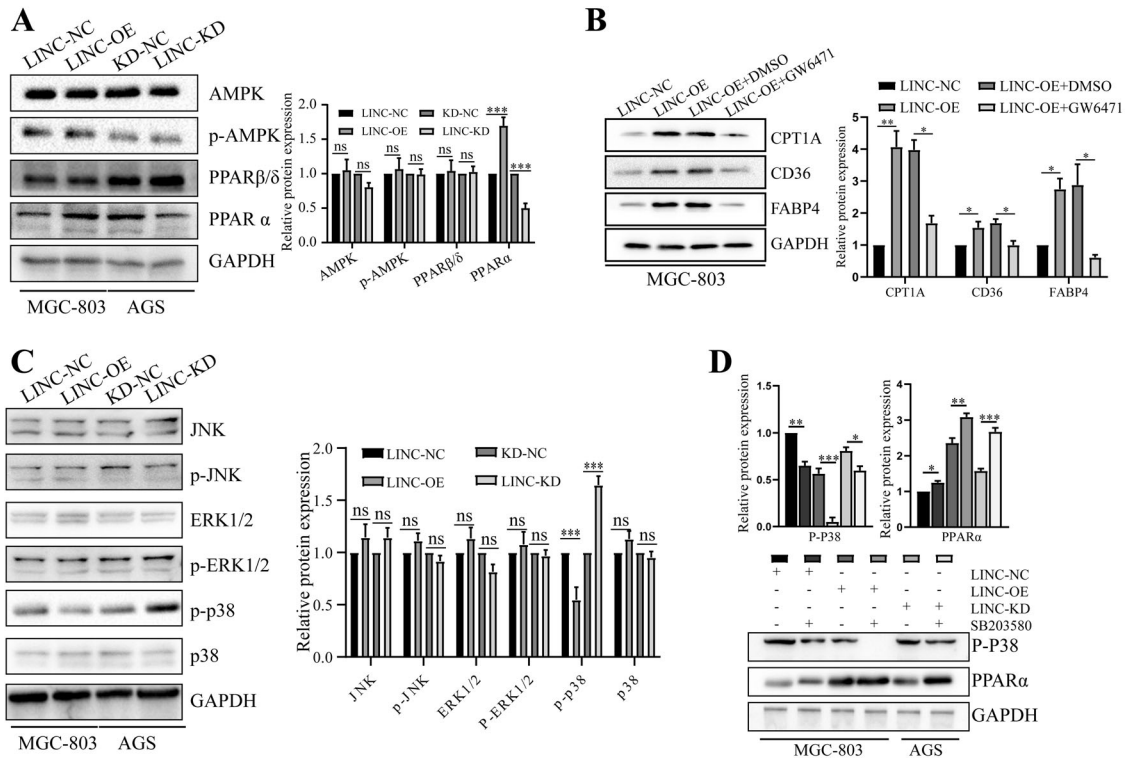 A
LINC-NC
LINC-OE
KD-NC
LINC-KD
AMPK
p-AMPK
PPARβ/δ
PPAR α
GAPDH
MGC-803
AGS
Relative protein expression
2.0
1.5
1.0
0.5
0.0
LINC-NC
KD-NC
LINC-OE
LINC-KD
ns
ns
ns
ns
ns
ns
***
***
AMPK
p-AMPK
PPARβ/δ
PPARα
B
LINC-NC
LINC-OE
LINC-OE+DMSO
LINC-OE+GW6471
CPT1A
CD36
FABP4
GAPDH
MGC-803
LINC-NC
LINC-OE+DMSO
LINC-OE
LINC-OE+GW6471
Relative protein expression
5
4
3
2
1
0
**
*
*
*
*
*
CPT1A
CD36
FABP4
C
LINC-NC
LINC-OE
KD-NC
LINC-KD
JNK
p-JNK
ERK1/2
p-ERK1/2
p-p38
p38
GAPDH
MGC-803
AGS
Relative protein expression
2.0
1.5
1.0
0.5
0.0
LINC-NC
KD-NC
LINC-OE
LINC-KD
ns
ns
ns
ns
ns
ns
ns
ns
***
***
ns
ns
JNK
p-JNK
ERK1/2
P-ERK1/2
p-p38
p38
D
Relative protein expression
1.5
1.0
0.5
0.0
**
***
*
P-P38
Relative protein expression
4
3
2
1
0
*
**
***
PPARα
+ + - - - - LINC-NC
- - + + - - LINC-OE
- - - - + + LINC-KD
- + - + - + SB203580
P-P38
PPARα
GAPDH
MGC-803
AGS